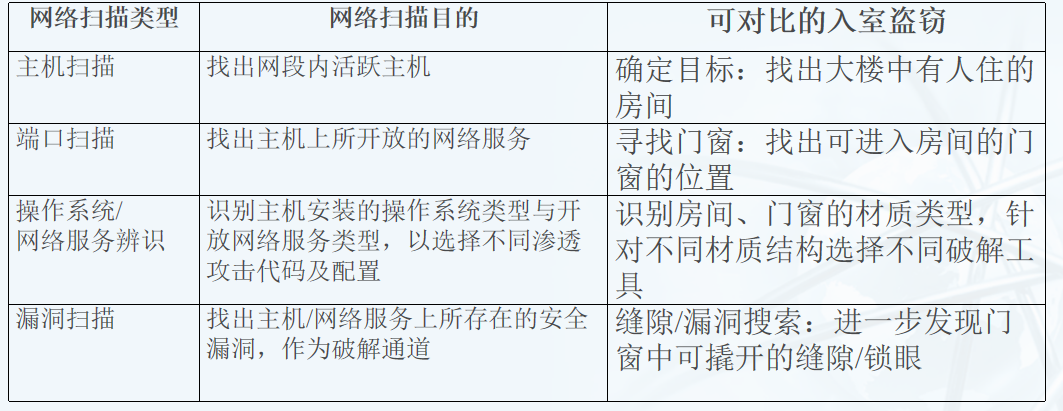 网络扫描类型 网络扫描目的 可对比的入室盗窃
主机扫描 找出网段内活跃主机 确定目标：找出大楼中有人住的
房间
端口扫描 找出主机上所开放的网络服务 寻找门窗：找出可进入房间的门
窗的位置
操作系统/
网络服务辨识
识别主机安装的操作系统类型与开
放网络服务类型，以选择不同渗透
攻击代码及配置
识别房间、门窗的材质类型，针
对不同材质结构选择不同破解工
具
漏洞扫描
找出主机/网络服务上所存在的安全
漏洞，作为破解通道
缝隙/漏洞搜索：进一步发现门
窗中可撬开的缝隙/锁眼